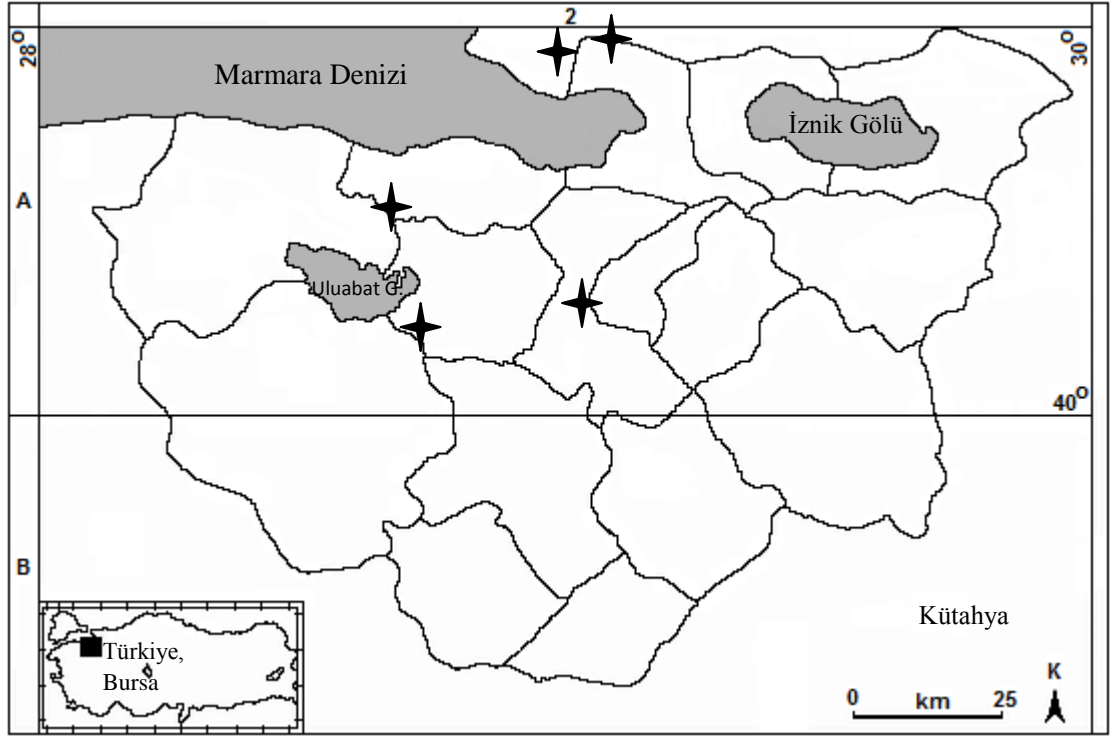 2
28°
30°
Marmara Denizi
İznik Gölü
A
Uluabat G.
40°
B
Kütahya
Türkiye,
Bursa
K
0 km 25